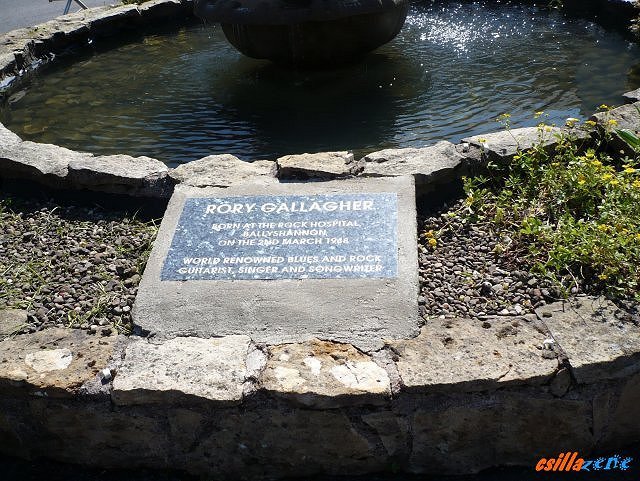 RORY GALLAGHER
BORN AT THE ROCK HOSPITAL,
BALLYSHANNON,
ON THE 2ND MARCH 1948
WORLD RENOWNED BLUES AND ROCK
GUITARIST, SINGER AND SONGWRITER
csillazene